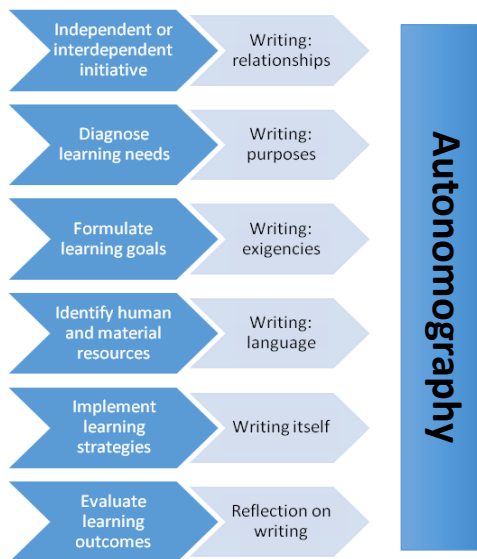 Independent or
interdependent
initiative
Writing:
relationships
Diagnose
learning needs
Writing:
purposes
Formulate
learning goals
Writing:
exigencies
Identify human
and material
resources
Writing:
language
Implement
learning
strategies
Writing itself
Evaluate
learning
outcomes
Reflection on
writing
Autonomography